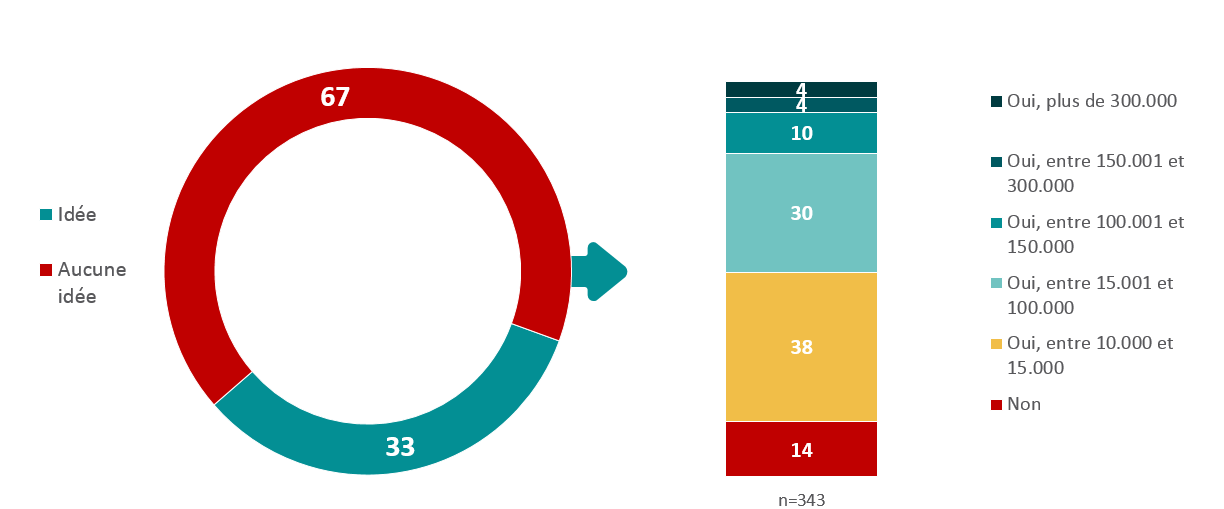 67
33
Idée
Aucune
idée
4
4
10
30
38
14
n=343
Oui, plus de 300.000
Oui, entre 150.001 et
300.000
Oui, entre 100.001 et
150.000
Oui, entre 15.001 et
100.000
Oui, entre 10.000 et
15.000
Non